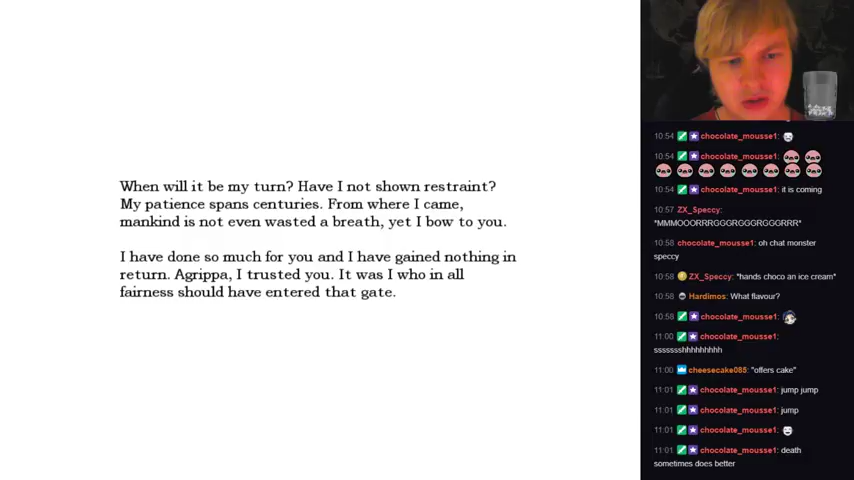 When will it be my turn? Have I not shown restraint?
My patience spans centuries. From where I came,
mankind is not even wasted a breath, yet I bow to you.
I have done so much for you and I have gained nothing in
return. Agrippa, I trusted you. It was I who in all
fairness should have entered that gate.
10:54 chocolate_mousse1:
10:54 chocolate_mousse1:
10:54 chocolate_mousse1: it is coming
10:57 ZX_Speccy:
*MMMOOORRRGGGRGGGRGGGRRR*
10:58 chocolate_mousse1: oh chat monster
speccy
10:58 ZX_Speccy: *hands choco an ice cream*
10:58 Hardimos: What flavour?
10:58 chocolate_mousse1:
11:00 chocolate_mousse1:
sssssshhhhhhhhh
11:00 cheesecake085: *offers cake*
11:01 chocolate_mousse1: jump jump
11:01 chocolate_mousse1: jump
11:01 chocolate_mousse1:
11:01 chocolate_mousse1: death
sometimes does better